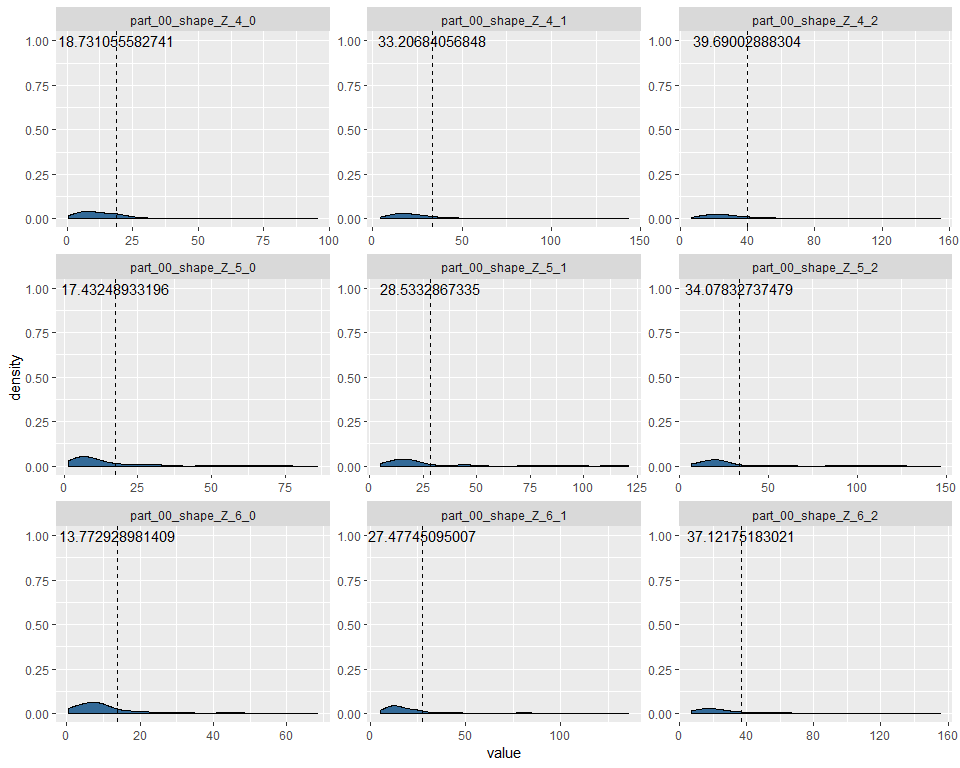 part_00_shape_Z_4_0
part_00_shape_Z_4_1
part_00_shape_Z_4_2
1.00
18.731055582741
1.00
33.20684056848
1.00
39.69002888304
0.75
0.75
0.75
0.50
0.50
0.50
0.25
0.25
0.25
0.00
0.00
0.00
0 25 50 75 100
0 50 100 150
0 40 80 120 160
part_00_shape_Z_5_0
part_00_shape_Z_5_1
part_00_shape_Z_5_2
1.00
17.43248933196
1.00
28.5332867335
1.00
34.07832737479
0.75
0.75
0.75
density
0.50
0.50
0.50
0.25
0.25
0.25
0.00
0.00
0.00
0 25 50 75
0 25 50 75 100 125
0 50 100 150
part_00_shape_Z_6_0
part_00_shape_Z_6_1
part_00_shape_Z_6_2
1.00
13.772928981409
1.00
27.47745095007
1.00
37.12175183021
0.75
0.75
0.75
0.50
0.50
0.50
0.25
0.25
0.25
0.00
0.00
0.00
0 20 40 60
0 50 100
0 40 80 120 160
value